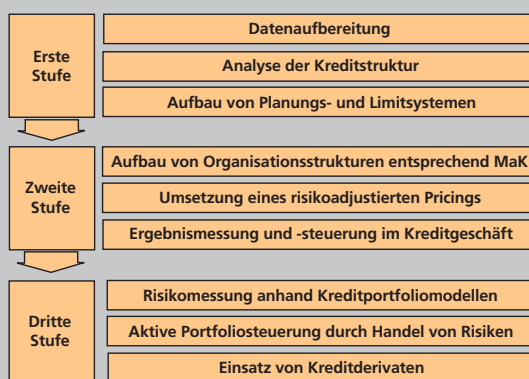 Erste
Stufe
Datenaufbereitung
Analyse der Kreditstruktur
Aufbau von Planungs- und Limitsystemen
Zweite
Stufe
Aufbau von Organisationsstrukturen entsprechend MaK
Umsetzung eines risikoadjustierten Pricings
Ergebnismessung und -steuerung im Kreditgeschäft
Dritte
Stufe
Risikomessung anhand Kreditportfoliomodellen
Aktive Portfoliosteuerung durch Handel von Risiken
Einsatz von Kreditderivaten